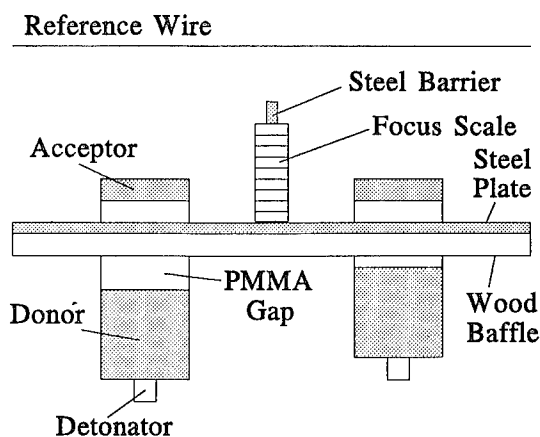 Reference Wire
Steel Barrier
Focus Scale
Acceptor
Steel
Plate
PMMA
Gap
Wood
Baffle
Donor
Detonator